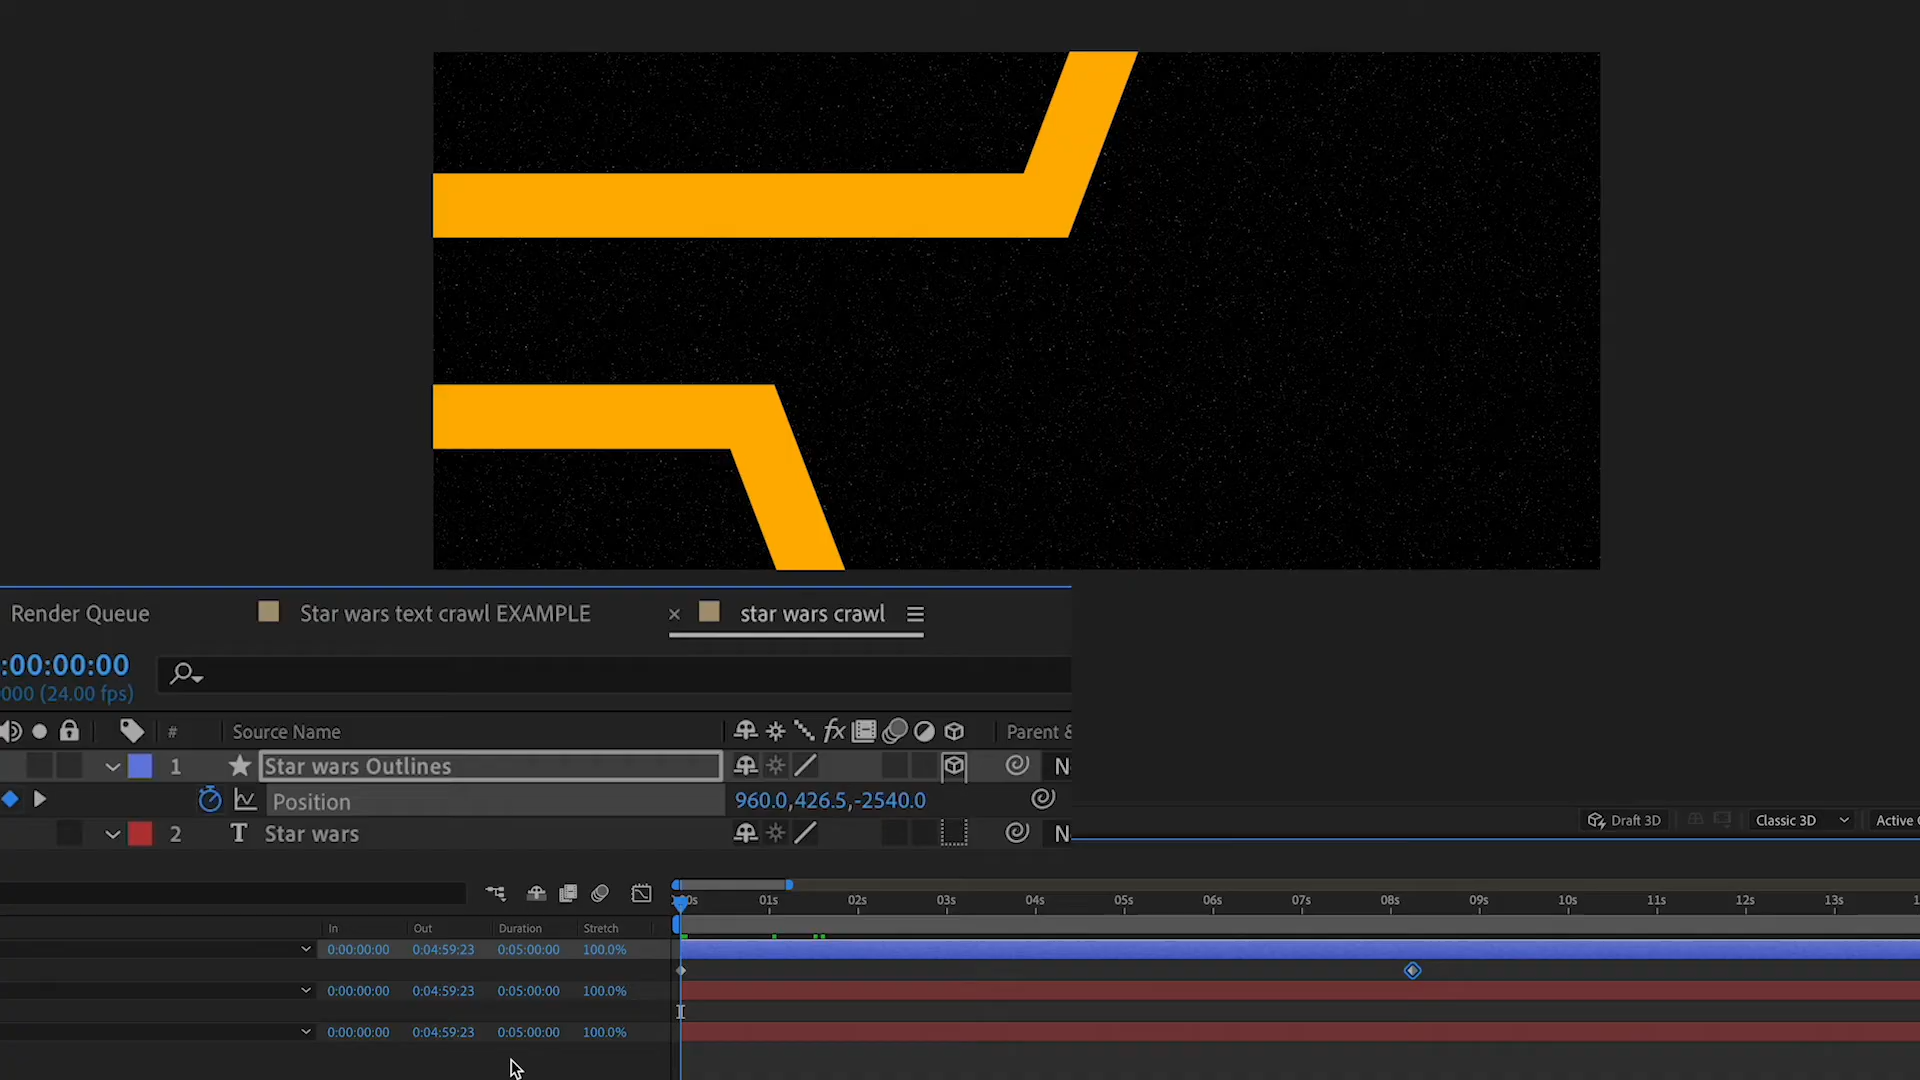 Render Queue
Star wars text crawl EXAMPLE
× star wars crawl
:00:00:00
000 (24.00 fps)
# Source Name fx Parent &
1 Star wars Outlines N
Position 960.0,426.5,-2540.0
2 T Star wars N
Draft 3D Classic 3D Active
00s 01s 02s 03s 04s 05s 06s 07s 08s 09s 10s 11s 12s 13s
In Out Duration Stretch
0:00:00:00 0:04:59:23 0:05:00:00 100.0%
0:00:00:00 0:04:59:23 0:05:00:00 100.0%
0:00:00:00 0:04:59:23 0:05:00:00 100.0%